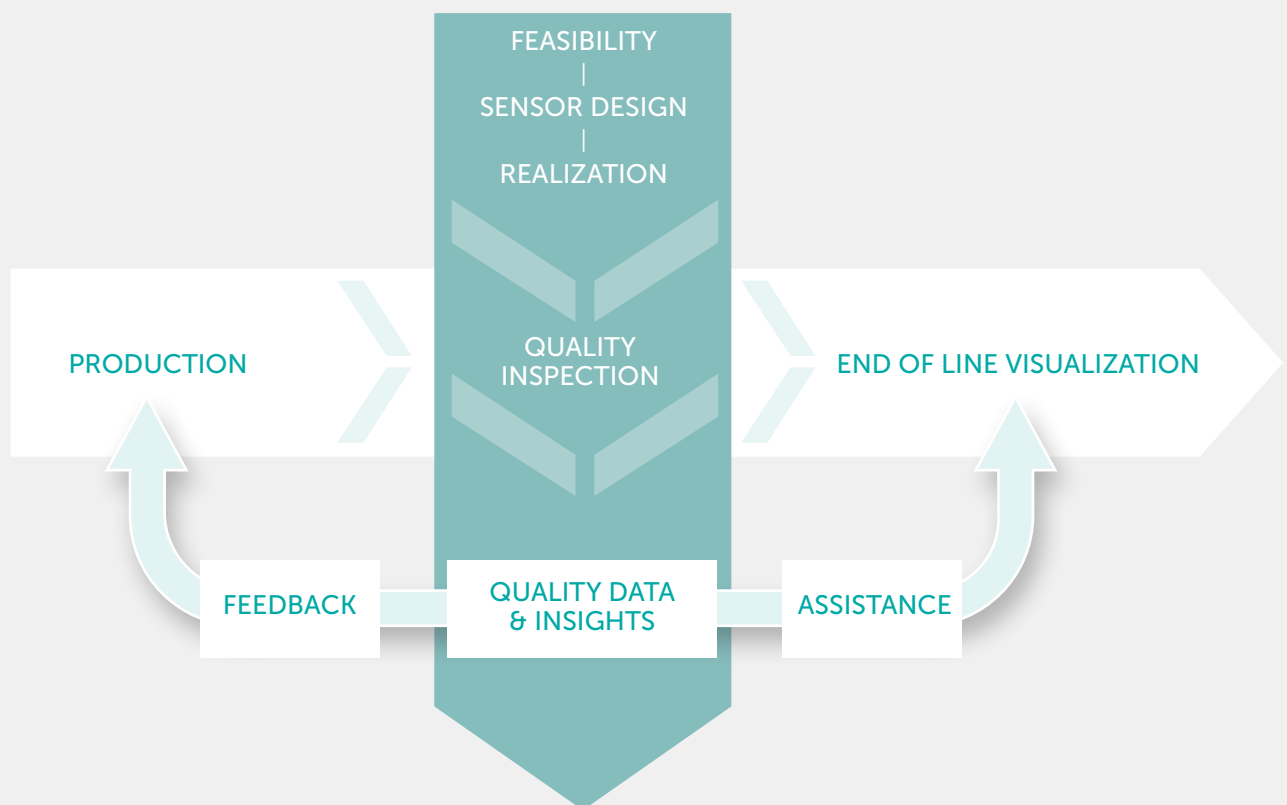 FEASIBILITY
SENSOR DESIGN
REALIZATION
PRODUCTION
QUALITY
INSPECTION
END OF LINE VISUALIZATION
FEEDBACK
QUALITY DATA
& INSIGHTS
ASSISTANCE